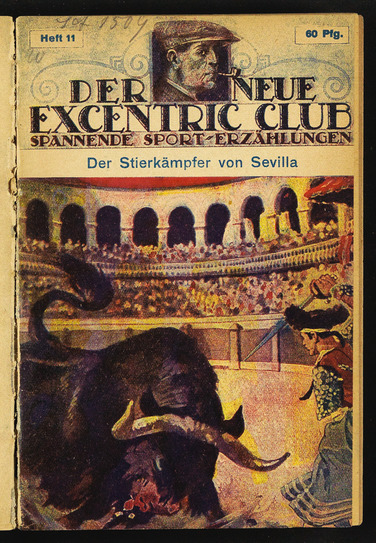 Heft 11
60 Pfg.
DER NEUE
EXCENTRIC CLUB
SPANNENDE SPORT-ERZÄHLUNGEN
Der Stierkämpfer von Sevilla